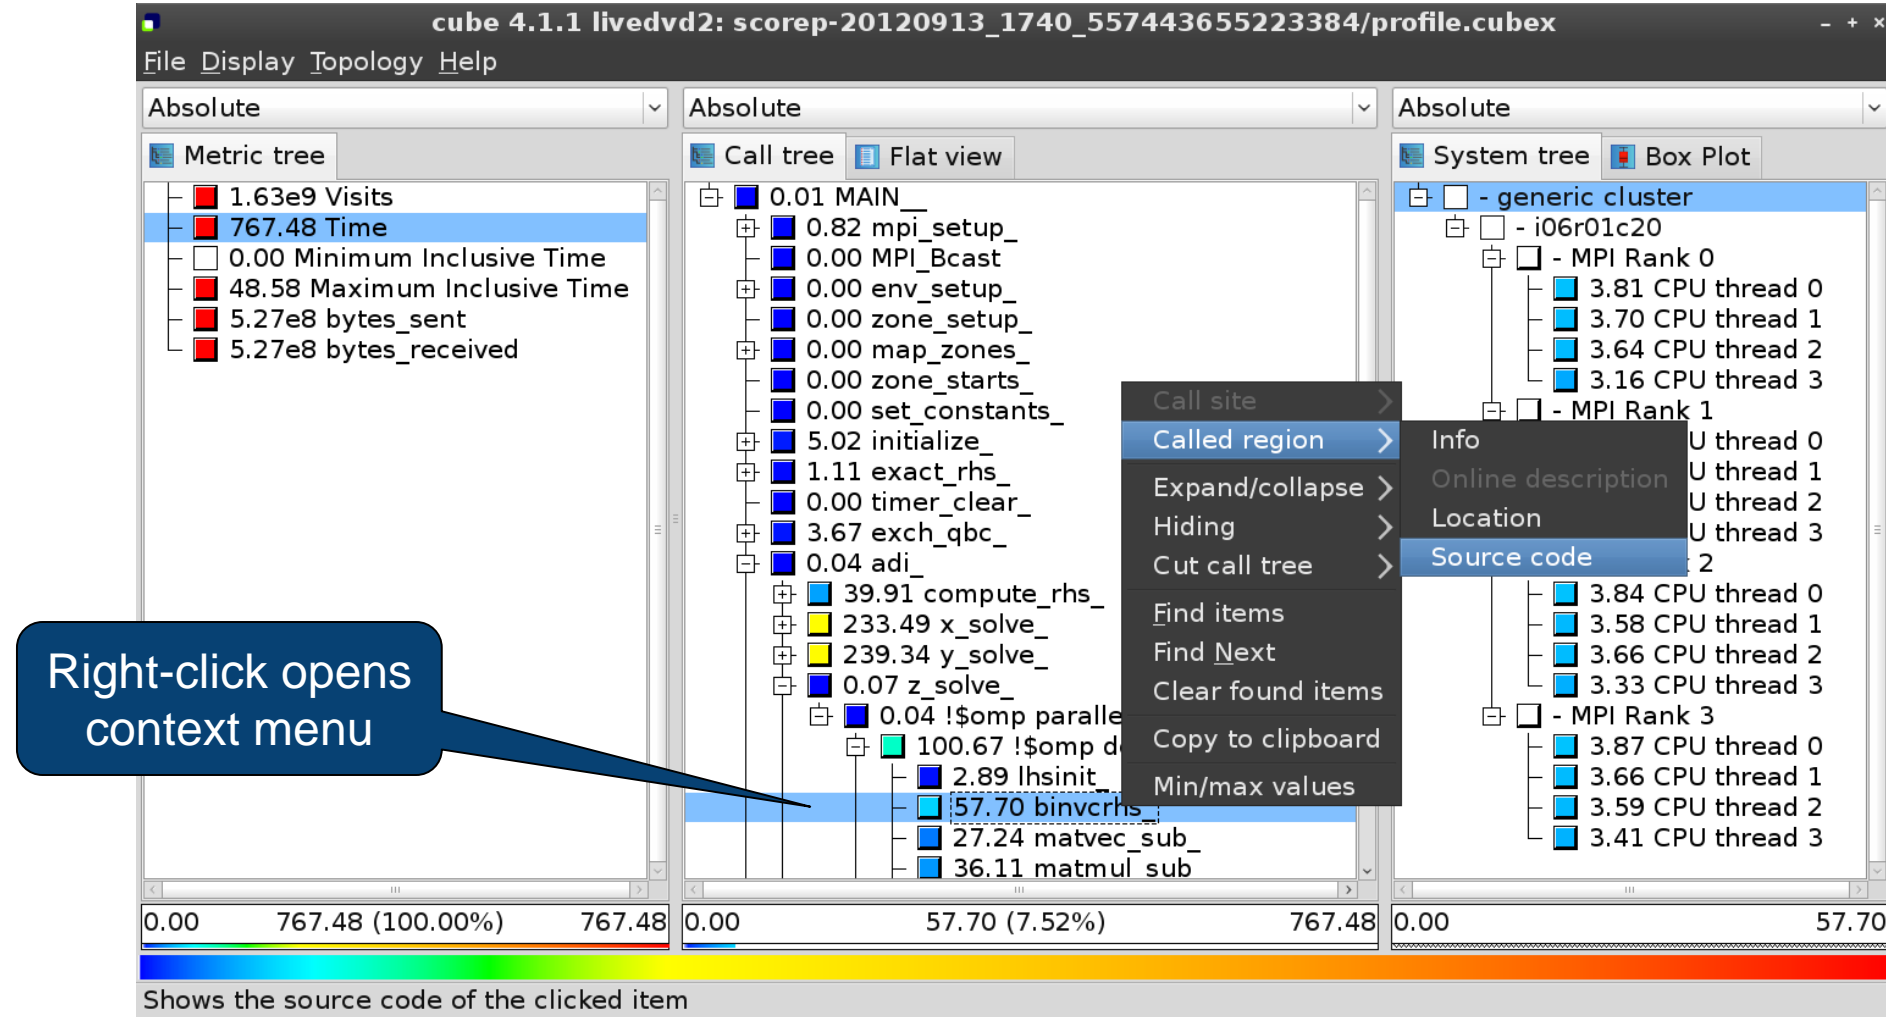 cube 4.1.1 livedvd2: scorep-20120913_1740_557443655223384/profile.cubex
File Display Topology Help
Absolute
Metric tree
1.63e9 Visits
767.48 Time
0.00 Minimum Inclusive Time
48.58 Maximum Inclusive Time
5.27e8 bytes_sent
5.27e8 bytes_received
0.00 767.48 (100.00%) 767.48
Absolute
Call tree Flat view
0.01 MAIN__
0.82 mpi_setup_
0.00 MPI_Bcast
0.00 env_setup_
0.00 zone_setup_
0.00 map_zones_
0.00 zone_starts_
0.00 set_constants_
5.02 initialize_
1.11 exact_rhs_
0.00 timer_clear_
3.67 exch_qbc_
0.04 adi_
39.91 compute_rhs_
233.49 x_solve_
239.34 y_solve_
0.07 z_solve_
0.04 !$omp paralle
100.67 !$omp d
2.89 lhsinit_
57.70 binvcrhs_
27.24 matvec_sub_
36.11 matmul_sub
0.00 57.70 (7.52%) 767.48
Call site
Called region
Expand/collapse
Hiding
Cut call tree
Find items
Find Next
Clear found items
Copy to clipboard
Min/max values
Info
Online description
Location
Source code
Absolute
System tree Box Plot
- generic cluster
- i06r01c20
- MPI Rank 0
3.81 CPU thread 0
3.70 CPU thread 1
3.64 CPU thread 2
3.16 CPU thread 3
- MPI Rank 1
U thread 0
U thread 1
U thread 2
U thread 3
2
3.84 CPU thread 0
3.58 CPU thread 1
3.66 CPU thread 2
3.33 CPU thread 3
- MPI Rank 3
3.87 CPU thread 0
3.66 CPU thread 1
3.59 CPU thread 2
3.41 CPU thread 3
0.00 57.70
Right-click opens
context menu
Shows the source code of the clicked item